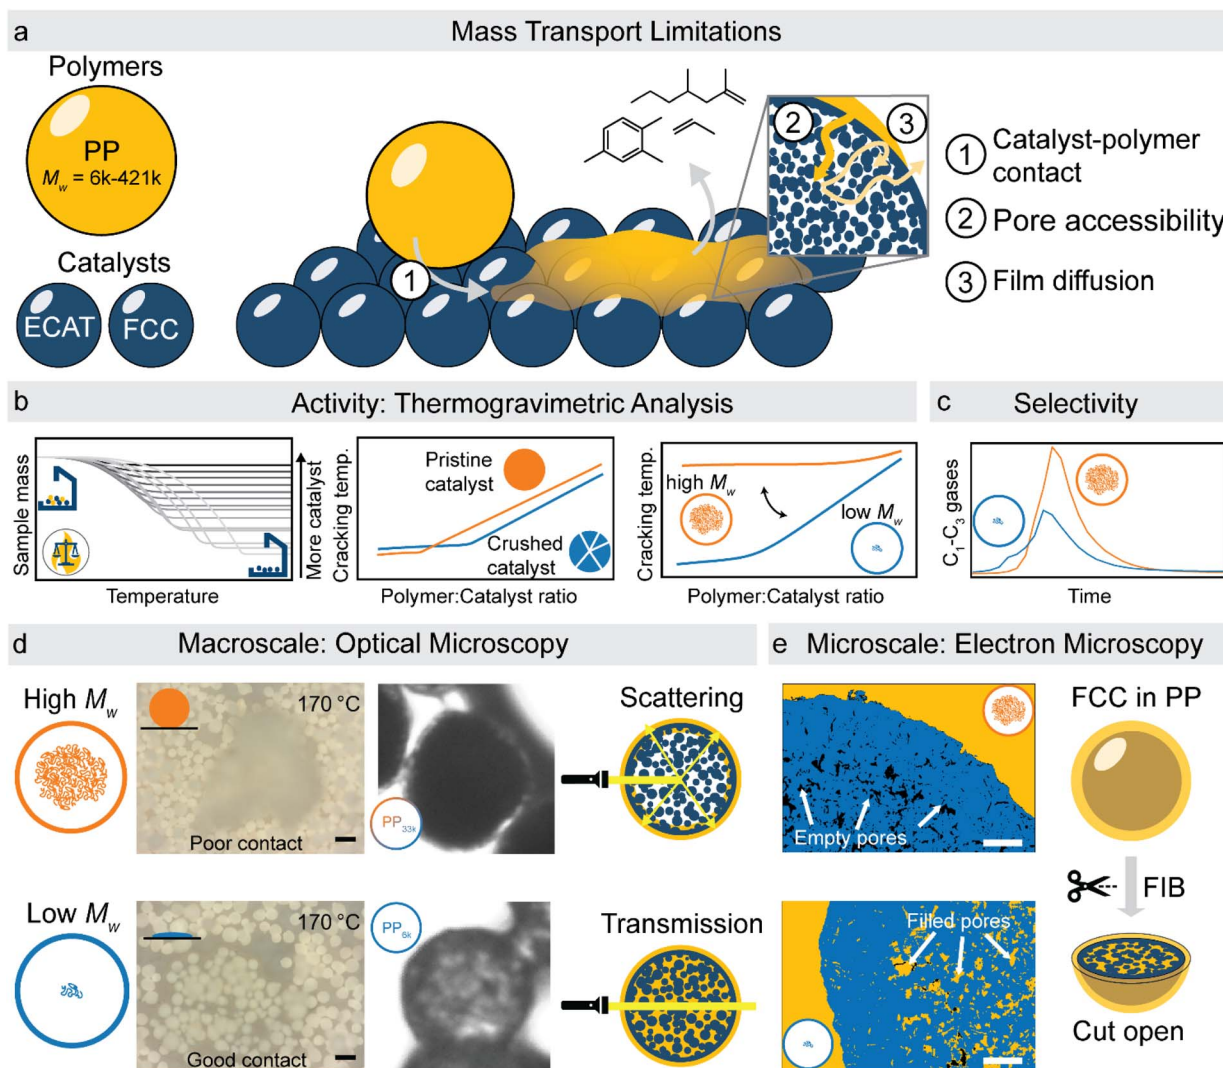 a
Mass Transport Limitations
Polymers
PP
M_w = 6k-421k
Catalysts
ECAT
FCC
1
2
3
1 Catalyst-polymer
contact
2 Pore accessibility
3 Film diffusion
b
Activity: Thermogravimetric Analysis
Sample mass
Temperature
More catalyst
Cracking temp.
Pristine
catalyst
Crushed
catalyst
Polymer:Catalyst ratio
Cracking temp.
high M_w
low M_w
Polymer:Catalyst ratio
c
Selectivity
C₁-C₃ gases
Time
d
Macroscale: Optical Microscopy
High M_w
170 °C
Poor contact
PP₃₃ₖ
Scattering
Low M_w
170 °C
Good contact
PP₆ₖ
Transmission
e
Microscale: Electron Microscopy
Empty pores
Filled pores
FCC in PP
FIB
Cut open